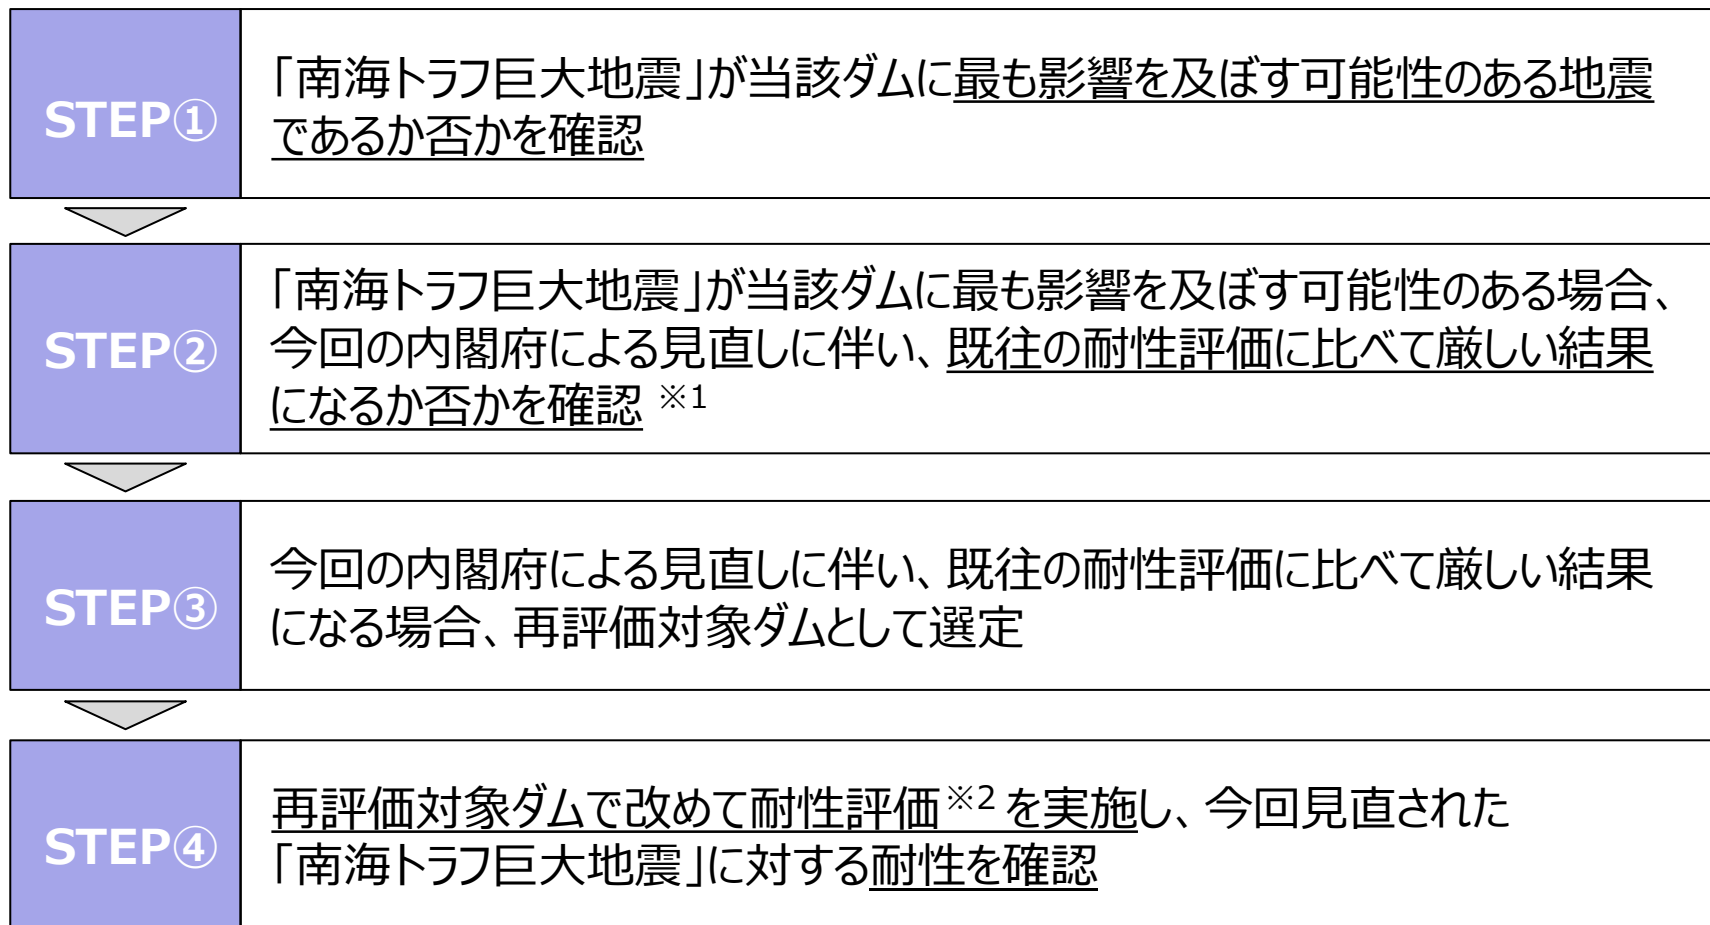 STEP①
「南海トラフ巨大地震」が当該ダムに最も影響を及ぼす可能性のある地震
であるか否かを確認
STEP②
「南海トラフ巨大地震」が当該ダムに最も影響を及ぼす可能性のある場合、
今回の内閣府による見直しに伴い、既往の耐性評価に比べて厳しい結果
になるか否かを確認 ※1
STEP③
今回の内閣府による見直しに伴い、既往の耐性評価に比べて厳しい結果
になる場合、再評価対象ダムとして選定
STEP④
再評価対象ダムで改めて耐性評価※2 を実施し、今回見直された
「南海トラフ巨大地震」に対する耐性を確認